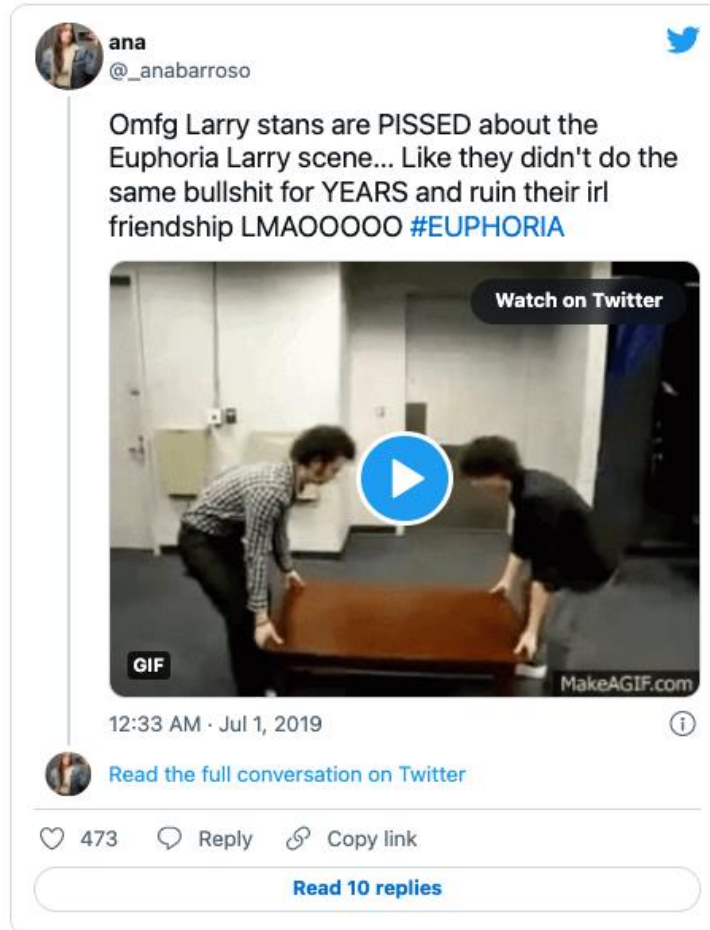 ana
@_anabarroso
Omfg Larry stans are PISSED about the
Euphoria Larry scene... Like they didn't do the
same bullshit for YEARS and ruin their irl
friendship LMAOOOOO #EUPHORIA
Watch on Twitter
GIF
MakeAGIF.com
12:33 AM · Jul 1, 2019
Read the full conversation on Twitter
473 Reply Copy link
Read 10 replies